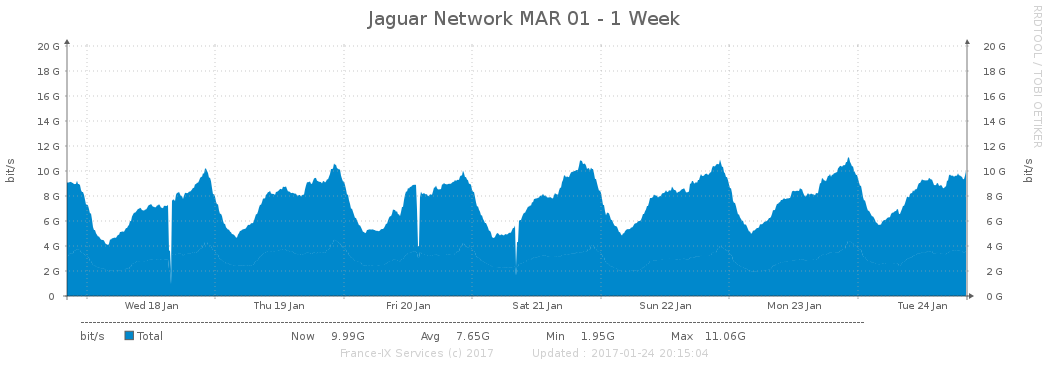 Jaguar Network MAR 01 - 1 Week
RRDTOOL / TOBI OETIKER
bit/s
bit/s
20 G 20 G
18 G 18 G
16 G 16 G
14 G 14 G
12 G 12 G
10 G 10 G
8 G 8 G
6 G 6 G
4 G 4 G
2 G 2 G
0 0 G
Wed 18 Jan Thu 19 Jan Fri 20 Jan Sat 21 Jan Sun 22 Jan Mon 23 Jan Tue 24 Jan
bit/s Total Now 9.99G Avg 7.65G Min 1.95G Max 11.06G
France-IX Services (c) 2017 Updated : 2017-01-24 20:15:04